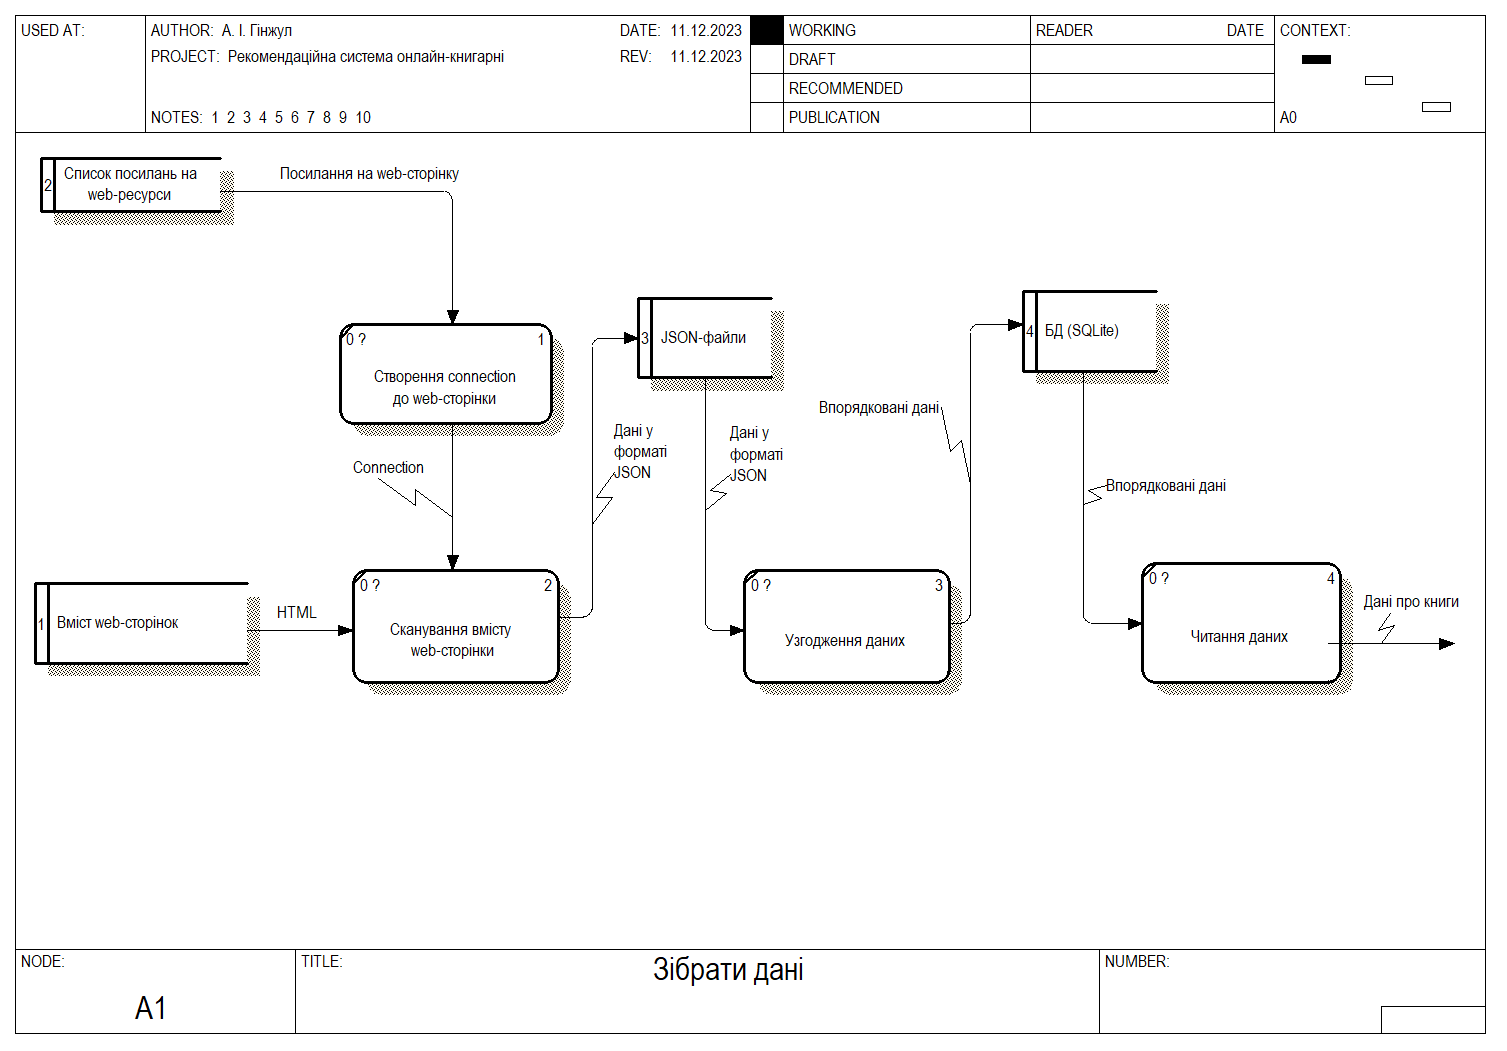 USED AT:
AUTHOR: А. І. Гінжул
DATE: 11.12.2023
PROJECT: Рекомендаційна система онлайн-книгарні
REV: 11.12.2023
NOTES: 1 2 3 4 5 6 7 8 9 10
WORKING
DRAFT
RECOMMENDED
PUBLICATION
READER DATE
CONTEXT:
A0
2
Список посилань на
web-ресурси
Посилання на web-сторінку
0 ? 1
Створення connection
до web-сторінки
3
JSON-файли
4
БД (SQLite)
Впорядковані дані
Дані у
форматі
JSON
Дані у
форматі
JSON
Connection
Впорядковані дані
1
Вміст web-сторінок
HTML
0 ? 2
Сканування вмісту
web-сторінки
0 ? 3
Узгодження даних
0 ? 4
Читання даних
Дані про книги
NODE:
A1
TITLE:
Зібрати дані
NUMBER: